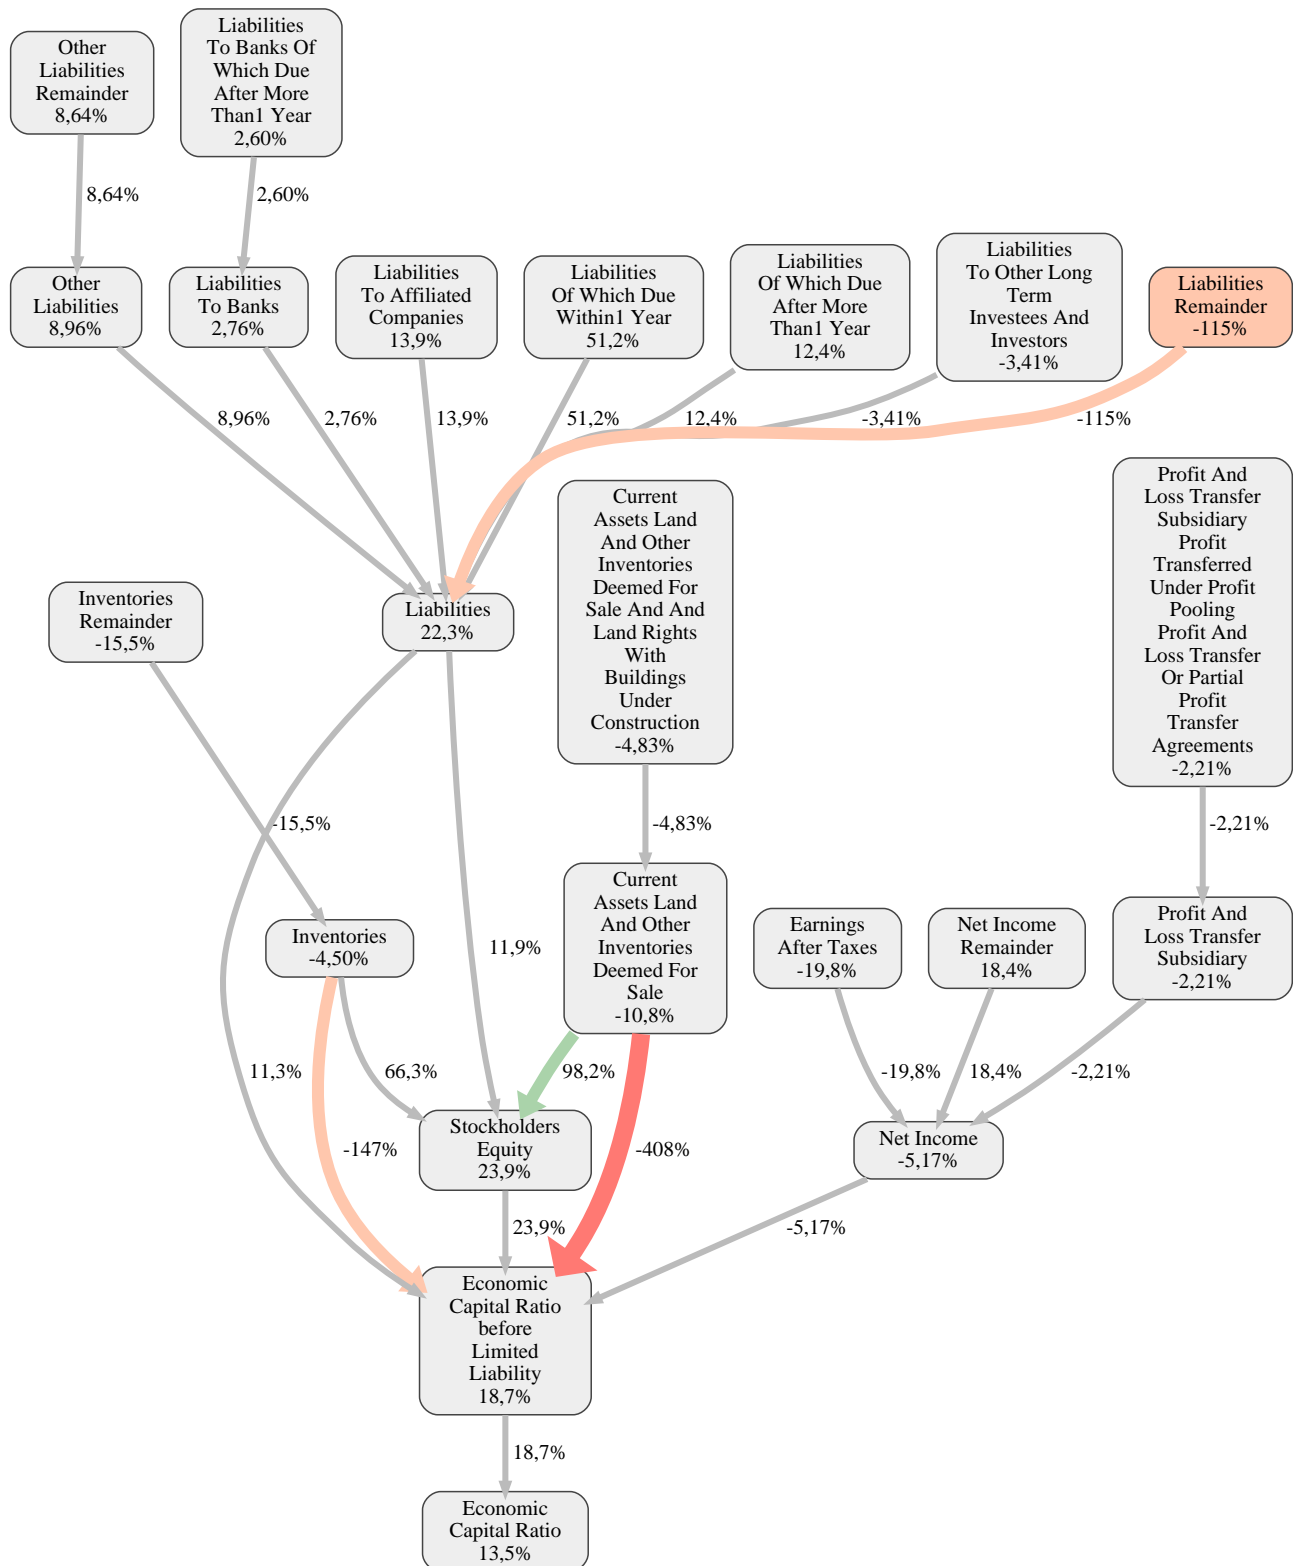 Other
Liabilities
Remainder
8,64%
Liabilities
To Banks Of
Which Due
After More
Than1 Year
2,60%
8,64%
2,60%
Other
Liabilities
8,96%
Liabilities
To Banks
2,76%
Liabilities
To Affiliated
Companies
13,9%
Liabilities
Of Which Due
Within1 Year
51,2%
Liabilities
Of Which Due
After More
Than1 Year
12,4%
Liabilities
To Other Long
Term
Investees And
Investors
-3,41%
Liabilities
Remainder
-115%
8,96%
2,76%
13,9%
51,2%
12,4%
-3,41%
-115%
Current
Assets Land
And Other
Inventories
Deemed For
Sale And And
Land Rights
With
Buildings
Under
Construction
-4,83%
Profit And
Loss Transfer
Subsidiary
Profit
Transferred
Under Profit
Pooling
Profit And
Loss Transfer
Or Partial
Profit
Transfer
Agreements
-2,21%
Inventories
Remainder
-15,5%
Liabilities
22,3%
-15,5%
-4,83%
-2,21%
Inventories
-4,50%
11,9%
Current
Assets Land
And Other
Inventories
Deemed For
Sale
-10,8%
Earnings
After Taxes
-19,8%
Net Income
Remainder
18,4%
Profit And
Loss Transfer
Subsidiary
-2,21%
11,3%
66,3%
98,2%
-19,8%
18,4%
-2,21%
-147%
Stockholders
Equity
23,9%
-408%
Net Income
-5,17%
23,9%
-5,17%
Economic
Capital Ratio
before
Limited
Liability
18,7%
18,7%
Economic
Capital Ratio
13,5%